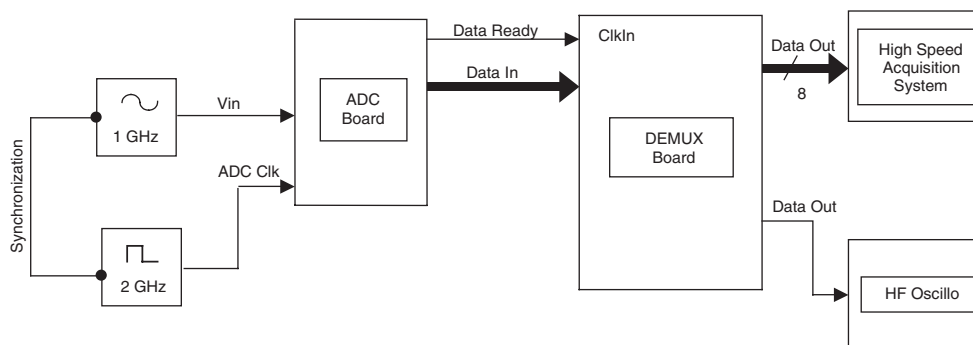 Data Ready
ClkIn
Data Out
High Speed
Acquisition
System
Data In
8
ADC
Board
Vin
1 GHz
DEMUX
Board
ADC Clk
Synchronization
2 GHz
Data Out
HF Oscillo